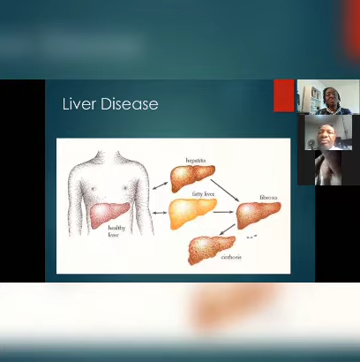 Liver Disease
hepatitis
fatty liver
fibrosis
healthy
liver
cirrhosis